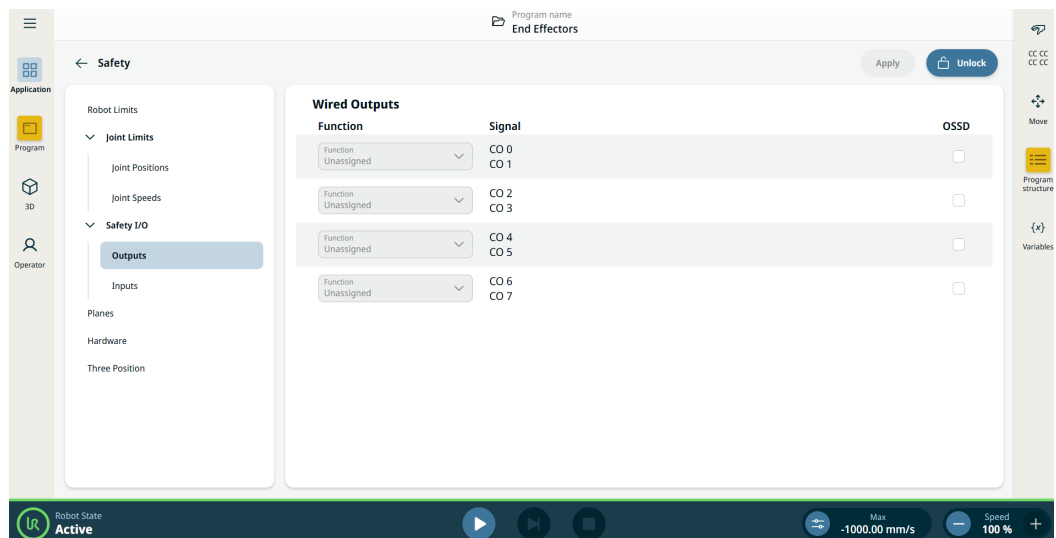 Program name
End Effectors
Application
Program
3D
Operator
Safety
Apply
Unlock
Robot Limits
Joint Limits
Joint Positions
Joint Speeds
Safety I/O
Outputs
Inputs
Planes
Hardware
Three Position
Wired Outputs
Function
Signal
OSSD
Function
Unassigned
CO 0
CO 1
Function
Unassigned
CO 2
CO 3
Function
Unassigned
CO 4
CO 5
Function
Unassigned
CO 6
CO 7
CC CC
CC CC
Move
Program
structure
{x}
Variables
UR
Robot State
Active
Max
-1000.00 mm/s
Speed
100 %